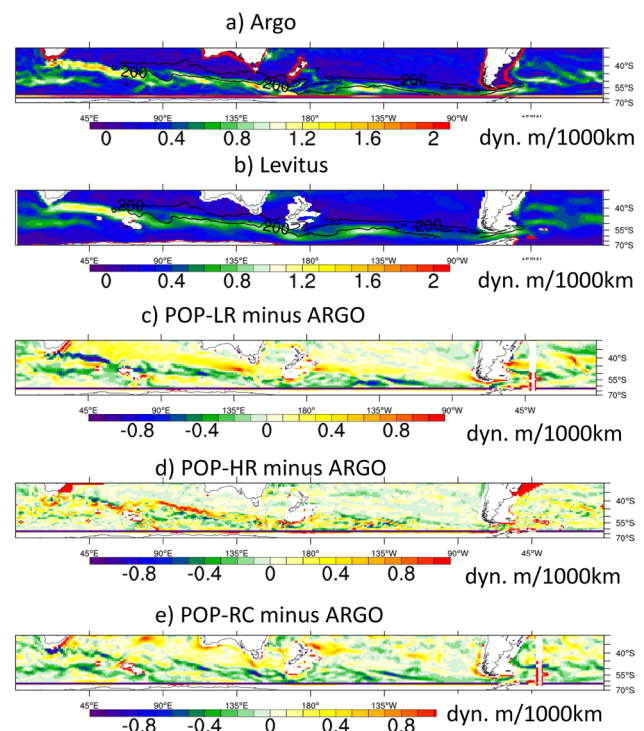 a) Argo
200 200 200
40°S
55°S
70°S
45°E 90°E 135°E 180° 135°W 90°W
0 0.4 0.8 1.2 1.6 2 dyn. m/1000km
b) Levitus
200 200 200
40°S
55°S
70°S
45°E 90°E 135°E 180° 135°W 90°W 45°W
0 0.4 0.8 1.2 1.6 2 dyn. m/1000km
c) POP-LR minus ARGO
40°S
55°S
70°S
45°E 90°E 135°E 180° 135°W 90°W 45°W
-0.8 -0.4 0 0.4 0.8 dyn. m/1000km
d) POP-HR minus ARGO
40°S
55°S
70°S
45°E 90°E 135°E 180° 135°W 90°W 45°W
-0.8 -0.4 0 0.4 0.8 dyn. m/1000km
e) POP-RC minus ARGO
40°S
55°S
70°S
45°E 90°E 135°E 180° 135°W 90°W 45°W
-0.8 -0.4 0 0.4 0.8 dyn. m/1000km